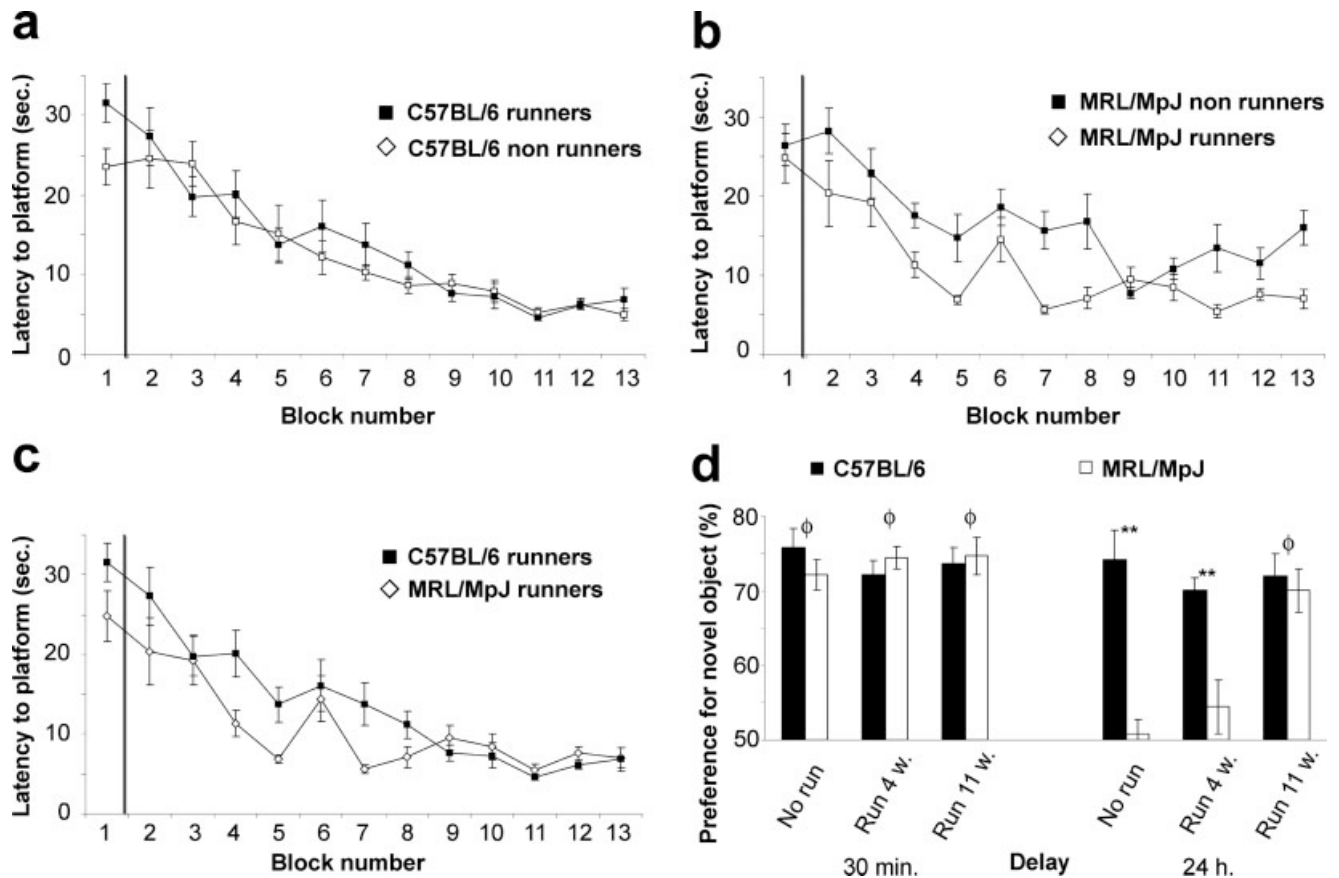 a
Latency to platform (sec.)
30
20
10
0
C57BL/6 runners
C57BL/6 non runners
1 2 3 4 5 6 7 8 9 10 11 12 13
Block number
b
Latency to platform (sec.)
30
20
10
0
MRL/MpJ non runners
MRL/MpJ runners
1 2 3 4 5 6 7 8 9 10 11 12 13
Block number
c
Latency to platform (sec.)
30
20
10
0
C57BL/6 runners
MRL/MpJ runners
1 2 3 4 5 6 7 8 9 10 11 12 13
Block number
d
C57BL/6 MRL/MpJ
Preference for novel object (%)
80
70
60
50
ϕ ϕ ϕ ** ** ϕ
No run Run 4 w. Run 11 w. No run Run 4 w. Run 11 w.
30 min. Delay 24 h.